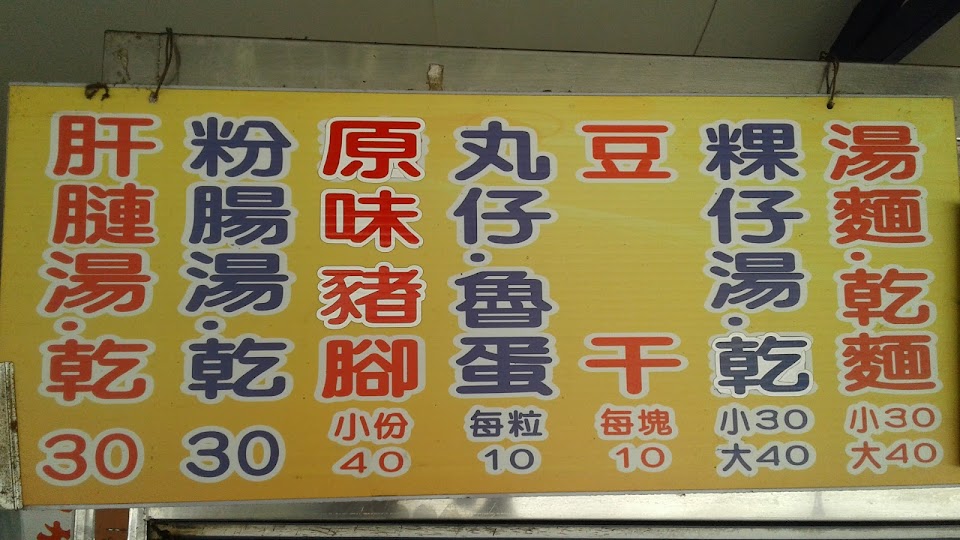 湯麵·乾麵
小30
大40
粿仔湯·乾
小30
大40
豆干
每塊
10
丸仔·魯蛋
每粒
10
原味豬腳
小份
40
粉腸湯·乾
30
肝膣湯·乾
30